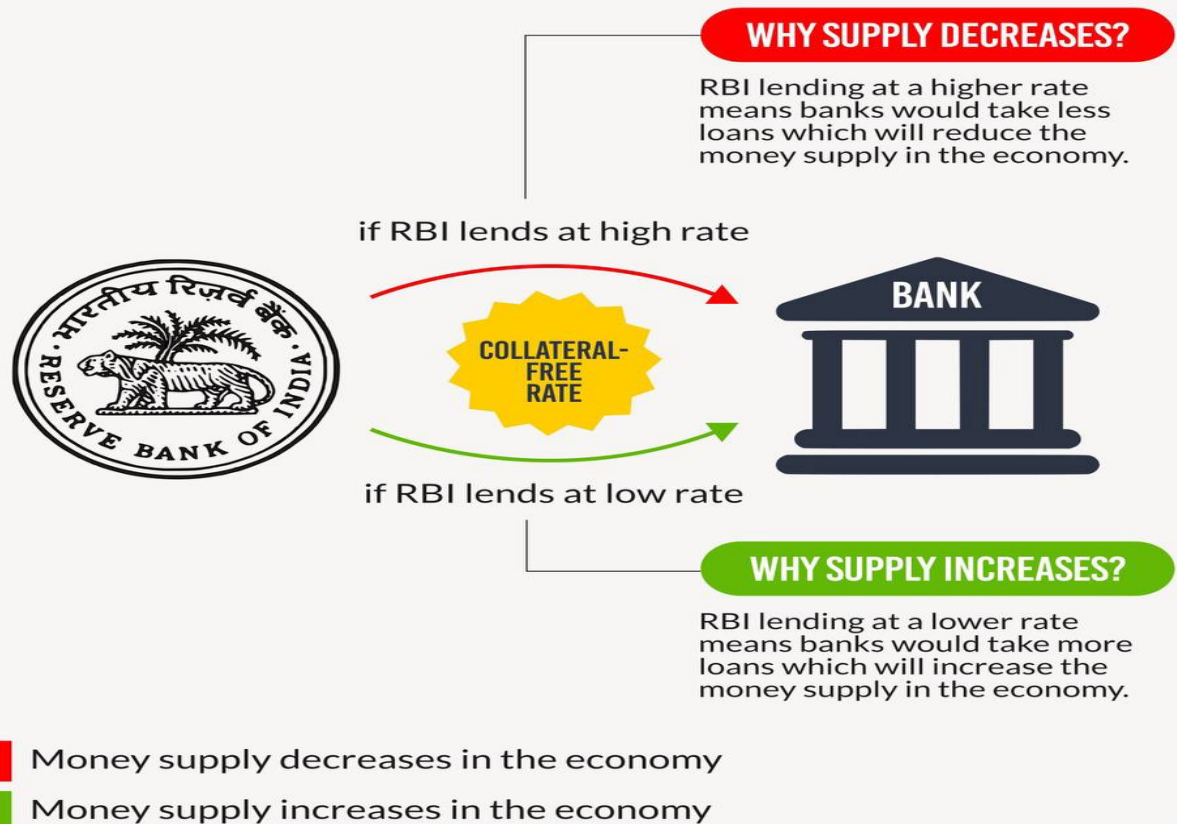 WHY SUPPLY DECREASES?
RBI lending at a higher rate
means banks would take less
loans which will reduce the
money supply in the economy.
if RBI lends at high rate
भारतीय रिज़र्व बैंक
RESERVE BANK OF INDIA
COLLATERAL-
FREE
RATE
BANK
if RBI lends at low rate
WHY SUPPLY INCREASES?
RBI lending at a lower rate
means banks would take more
loans which will increase the
money supply in the economy.
Money supply decreases in the economy
Money supply increases in the economy